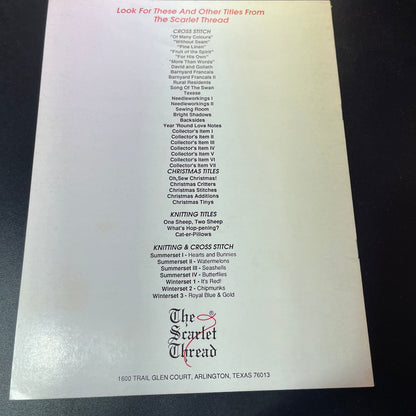 Look For These And Other Titles From
The Scarlet Thread
CROSS STITCH
"Of Many Colours"
"Without Seam"
"Fine Linen"
"Fruit of the Spirit"
"For His Own"
"More Than Words"
David and Goliath
Barnyard Francais
Barnyard Francais II
Rural Residents
Song Of The Swan
Texese
Needleworkings I
Needleworkings II
Sewing Room
Bright Shadows
Backsides
Year 'Round Love Notes
Collector's Item I
Collector's Item II
Collector's Item III
Collector's Item IV
Collector's Item V
Collector's Item VI
Collector's Item VII
CHRISTMAS TITLES
Oh,Sew Christmas!
Christmas Critters
Christmas Stitches
Christmas Additions
Christmas Tinys
KNITTING TITLES
One Sheep, Two Sheep
What's Hop-pening?
Cat-er-Pillows
KNITTING & CROSS STITCH
Summerset I - Hearts and Bunnies
Summerset II - Watermelons
Summerset III - Seashells
Summerset IV - Butterflies
Winterset 1 - It's Red!
Winterset 2 - Chipmunks
Winterset 3 - Royal Blue & Gold
The ®
Scarlet
Thread
1600 TRAIL GLEN COURT, ARLINGTON, TEXAS 76013